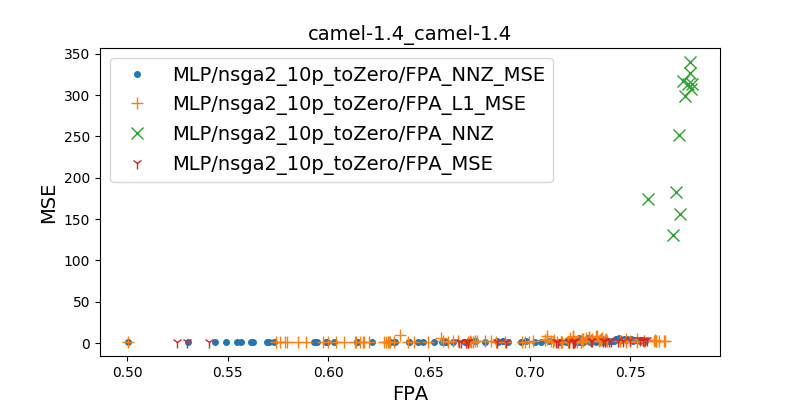 camel-1.4_camel-1.4
MLP/nsga2_10p_toZero/FPA_NNZ_MSE
MLP/nsga2_10p_toZero/FPA_L1_MSE
MLP/nsga2_10p_toZero/FPA_NNZ
MLP/nsga2_10p_toZero/FPA_MSE
MSE
350
300
250
200
150
100
50
0
0.50 0.55 0.60 0.65 0.70 0.75
FPA